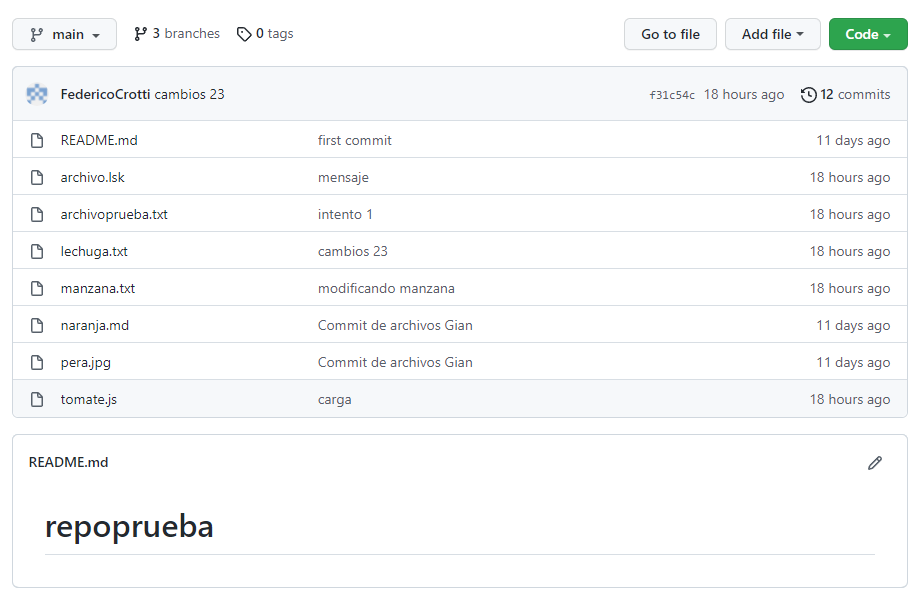 main 3 branches 0 tags Go to file Add file Code
FedericoCrotti cambios 23 f31c54c 18 hours ago 12 commits
README.md first commit 11 days ago
archivo.lsk mensaje 18 hours ago
archivoprueba.txt intento 1 18 hours ago
lechuga.txt cambios 23 18 hours ago
manzana.txt modificando manzana 18 hours ago
naranja.md Commit de archivos Gian 11 days ago
pera.jpg Commit de archivos Gian 11 days ago
tomate.js carga 18 hours ago
README.md
repoprueba